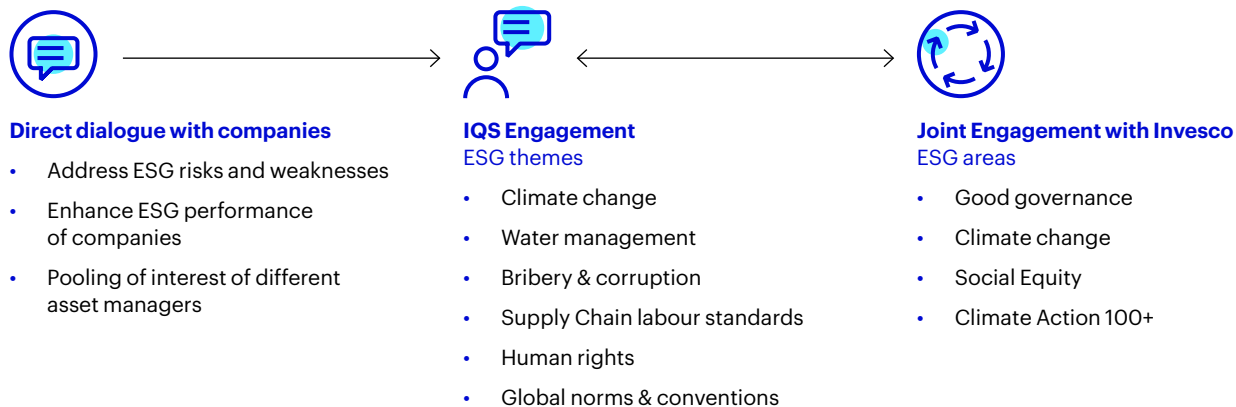 Direct dialogue with companies
• Address ESG risks and weaknesses
• Enhance ESG performance
of companies
• Pooling of interest of different
asset managers
IQS Engagement
ESG themes
• Climate change
• Water management
• Bribery & corruption
• Supply Chain labour standards
• Human rights
• Global norms & conventions
Joint Engagement with Invesco
ESG areas
• Good governance
• Climate change
• Social Equity
• Climate Action 100+